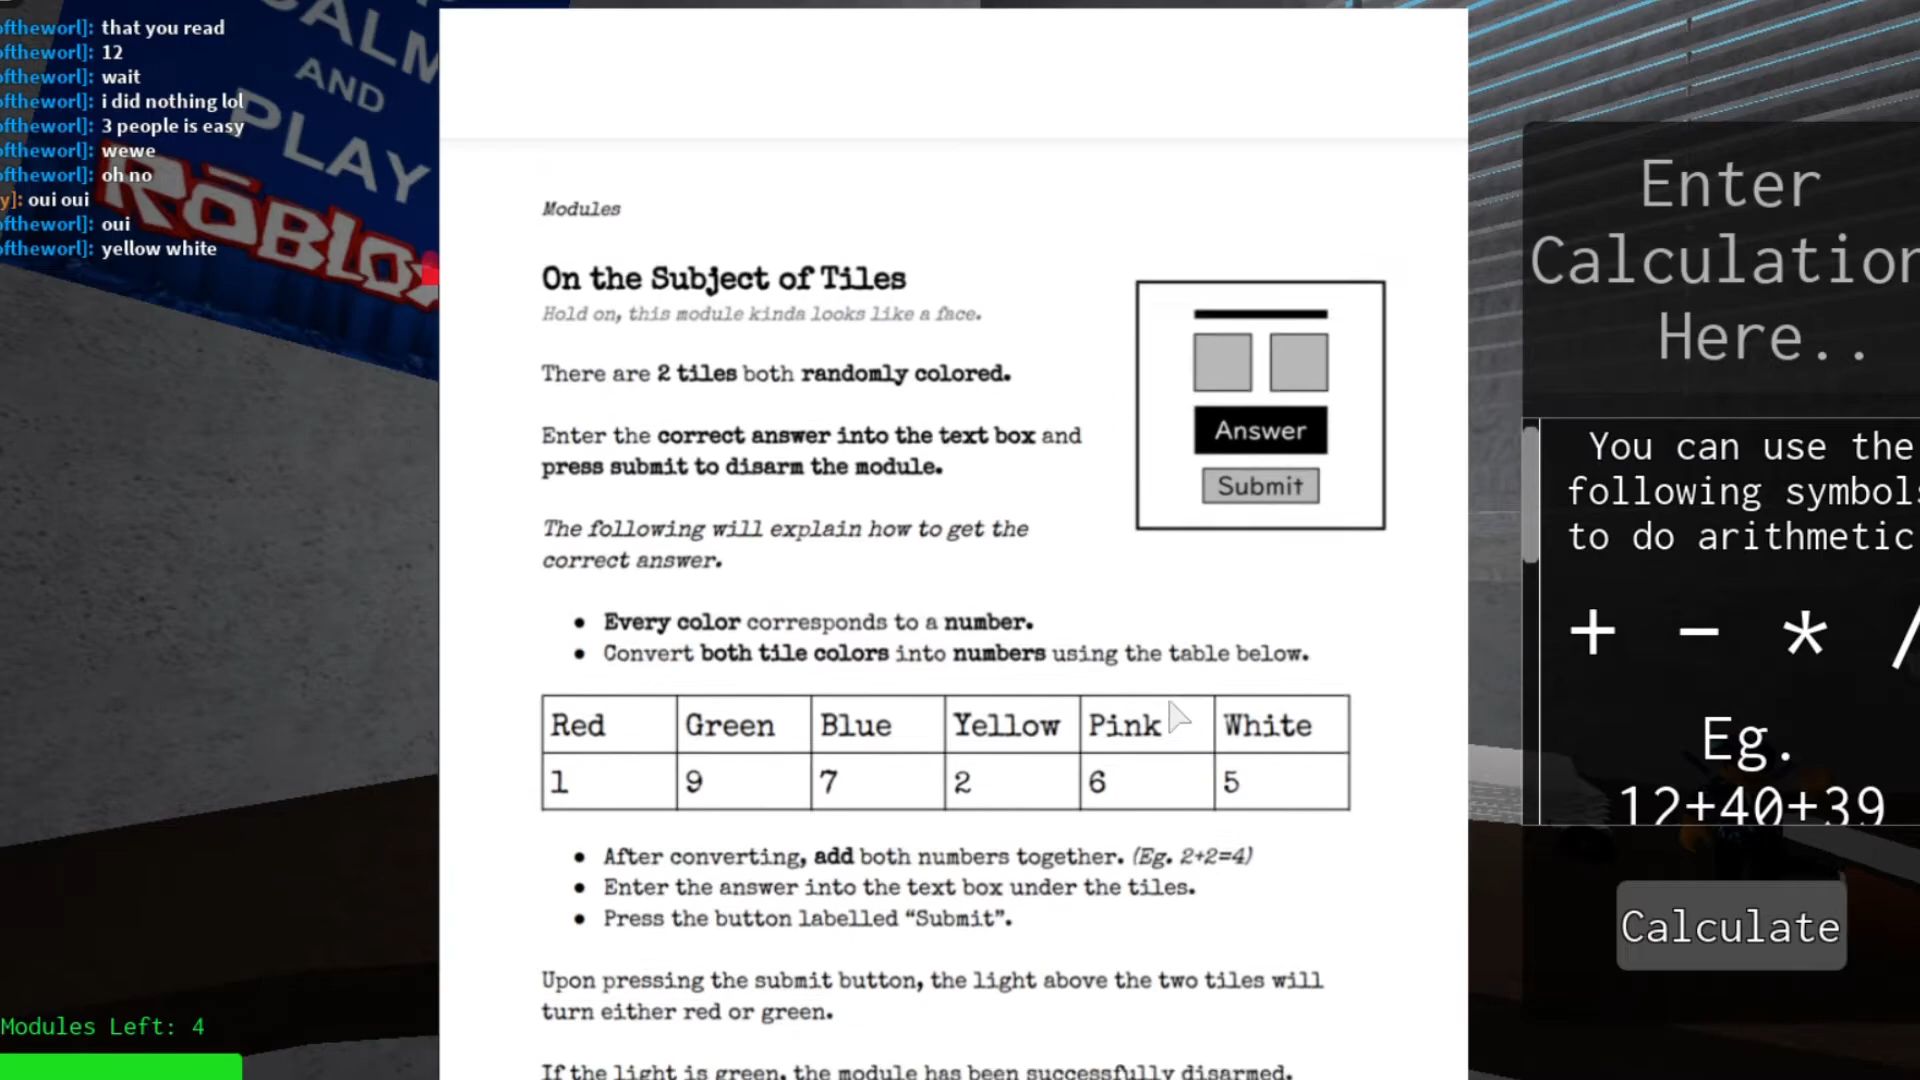 oftheworl]: that you read
oftheworl]: 12
oftheworl]: wait
oftheworl]: i did nothing lol
oftheworl]: 3 people is easy
oftheworl]: wewe
oftheworl]: oh no
y]: oui oui
oftheworl]: oui
oftheworl]: yellow white
CALM
AND
PLAY
ROBLOX
Modules
On the Subject of Tiles
Hold on, this module kinda looks like a face.
There are 2 tiles both randomly colored.
Enter the correct answer into the text box and
press submit to disarm the module.
Answer
Submit
The following will explain how to get the
correct answer.
• Every color corresponds to a number.
• Convert both tile colors into numbers using the table below.
Red Green Blue Yellow Pink White
1 9 7 2 6 5
• After converting, add both numbers together. (Eg. 2+2=4)
• Enter the answer into the text box under the tiles.
• Press the button labelled “Submit”.
Upon pressing the submit button, the light above the two tiles will
turn either red or green.
If the light is green, the module has been successfully disarmed.
Enter
Calculation
Here..
You can use the
following symbols
to do arithmetic
+ - * /
Eg.
12+40+39
Calculate
Modules Left: 4